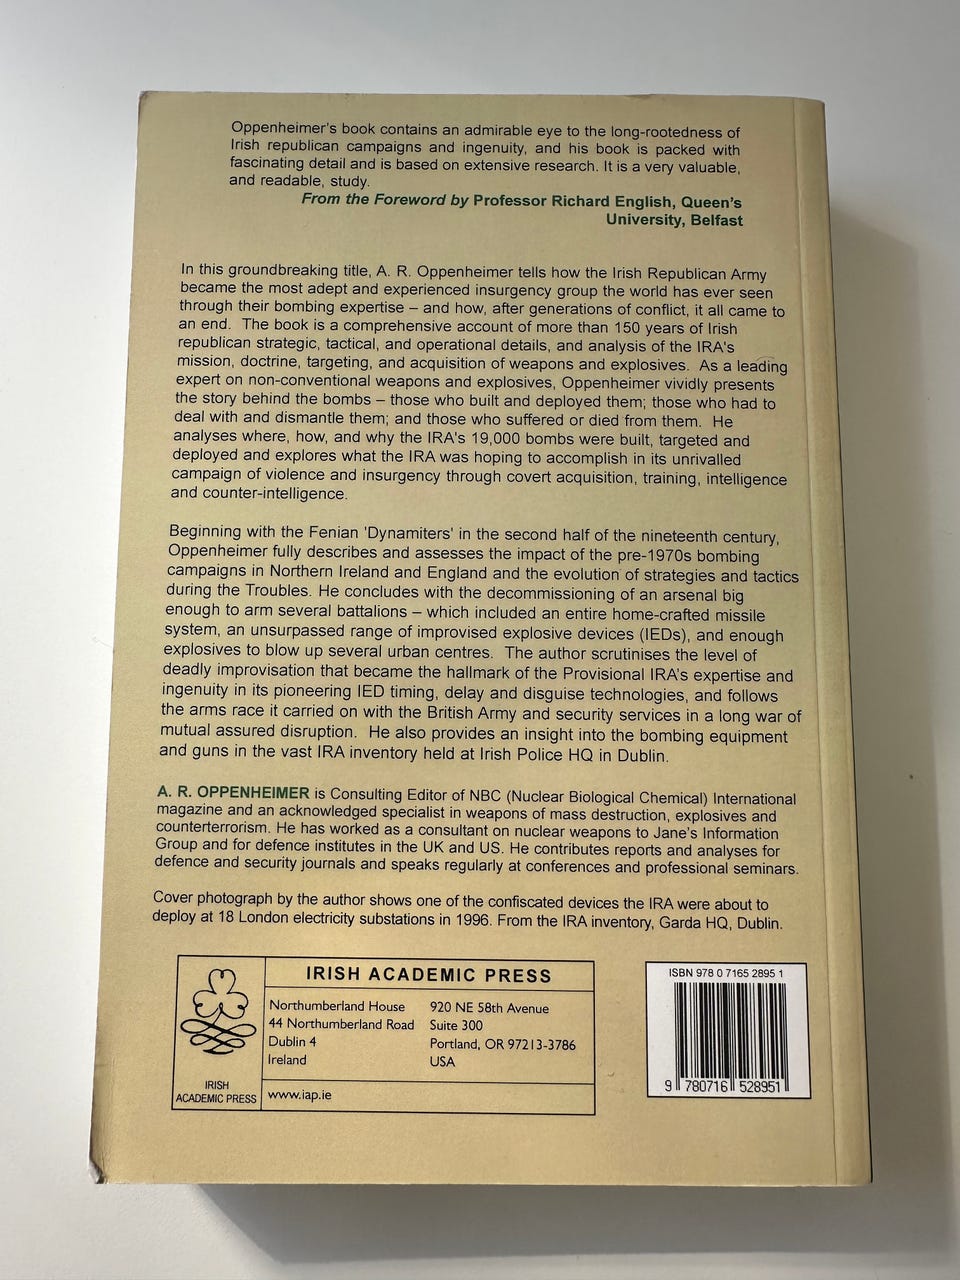 Oppenheimer's book contains an admirable eye to the long-rootedness of
Irish republican campaigns and ingenuity, and his book is packed with
fascinating detail and is based on extensive research. It is a very valuable,
and readable, study.
From the Foreword by Professor Richard English, Queen's
University, Belfast
In this groundbreaking title, A. R. Oppenheimer tells how the Irish Republican Army
became the most adept and experienced insurgency group the world has ever seen
through their bombing expertise – and how, after generations of conflict, it all came to
an end. The book is a comprehensive account of more than 150 years of Irish
republican strategic, tactical, and operational details, and analysis of the IRA's
mission, doctrine, targeting, and acquisition of weapons and explosives. As a leading
expert on non-conventional weapons and explosives, Oppenheimer vividly presents
the story behind the bombs – those who built and deployed them; those who had to
deal with and dismantle them; and those who suffered or died from them. He
analyses where, how, and why the IRA's 19,000 bombs were built, targeted and
deployed and explores what the IRA was hoping to accomplish in its unrivalled
campaign of violence and insurgency through covert acquisition, training, intelligence
and counter-intelligence.
Beginning with the Fenian 'Dynamiters' in the second half of the nineteenth century,
Oppenheimer fully describes and assesses the impact of the pre-1970s bombing
campaigns in Northern Ireland and England and the evolution of strategies and tactics
during the Troubles. He concludes with the decommissioning of an arsenal big
enough to arm several battalions – which included an entire home-crafted missile
system, an unsurpassed range of improvised explosive devices (IEDs), and enough
explosives to blow up several urban centres. The author scrutinises the level of
deadly improvisation that became the hallmark of the Provisional IRA's expertise and
ingenuity in its pioneering IED timing, delay and disguise technologies, and follows
the arms race it carried on with the British Army and security services in a long war of
mutual assured disruption. He also provides an insight into the bombing equipment
and guns in the vast IRA inventory held at Irish Police HQ in Dublin.
A. R. OPPENHEIMER is Consulting Editor of NBC (Nuclear Biological Chemical) International
magazine and an acknowledged specialist in weapons of mass destruction, explosives and
counterterrorism. He has worked as a consultant on nuclear weapons to Jane's Information
Group and for defence institutes in the UK and US. He contributes reports and analyses for
defence and security journals and speaks regularly at conferences and professional seminars.
Cover photograph by the author shows one of the confiscated devices the IRA were about to
deploy at 18 London electricity substations in 1996. From the IRA inventory, Garda HQ, Dublin.
IRISH
ACADEMIC PRESS
IRISH ACADEMIC PRESS
Northumberland House
44 Northumberland Road
Dublin 4
Ireland
920 NE 58th Avenue
Suite 300
Portland, OR 97213-3786
USA
www.iap.ie
ISBN 978 0 7165 2895 1
9 780716 528951